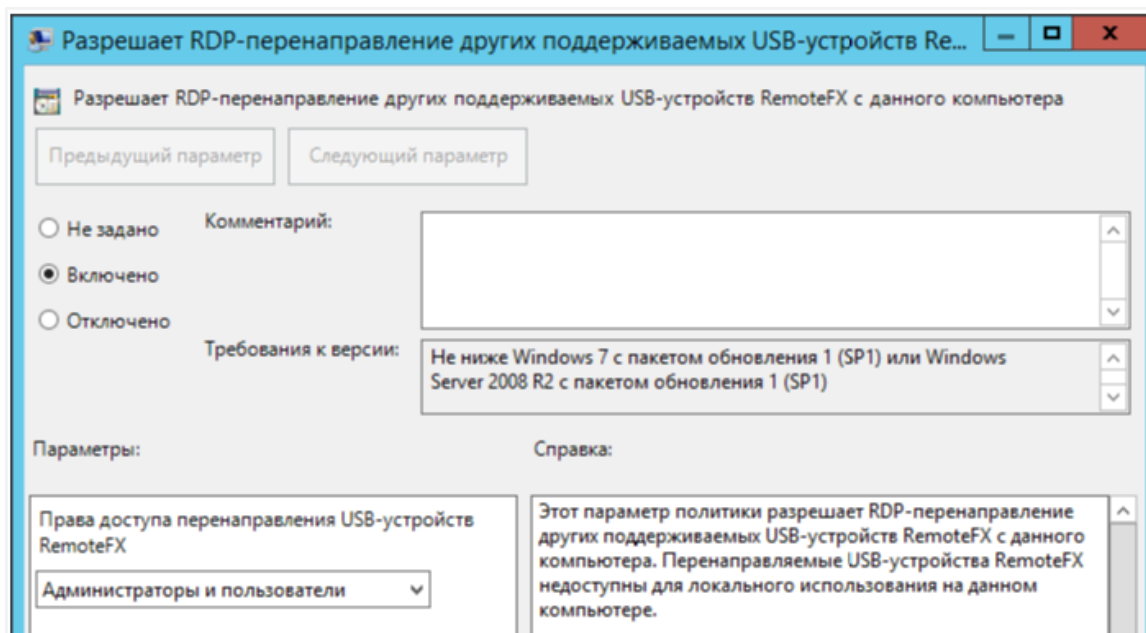 Разрешает RDP-перенаправление других поддерживаемых USB-устройств Re...
Разрешает RDP-перенаправление других поддерживаемых USB-устройств RemoteFX с данного компьютера
Предыдущий параметр
Следующий параметр
Не задано
Комментарий:
Включено
Отключено
Требования к версии:
Не ниже Windows 7 с пакетом обновления 1 (SP1) или Windows
Server 2008 R2 с пакетом обновления 1 (SP1)
Параметры:
Справка:
Права доступа перенаправления USB-устройств
RemoteFX
Администраторы и пользователи
Этот параметр политики разрешает RDP-перенаправление
других поддерживаемых USB-устройств RemoteFX с данного
компьютера. Перенаправляемые USB-устройства RemoteFX
недоступны для локального использования на данном
компьютере.